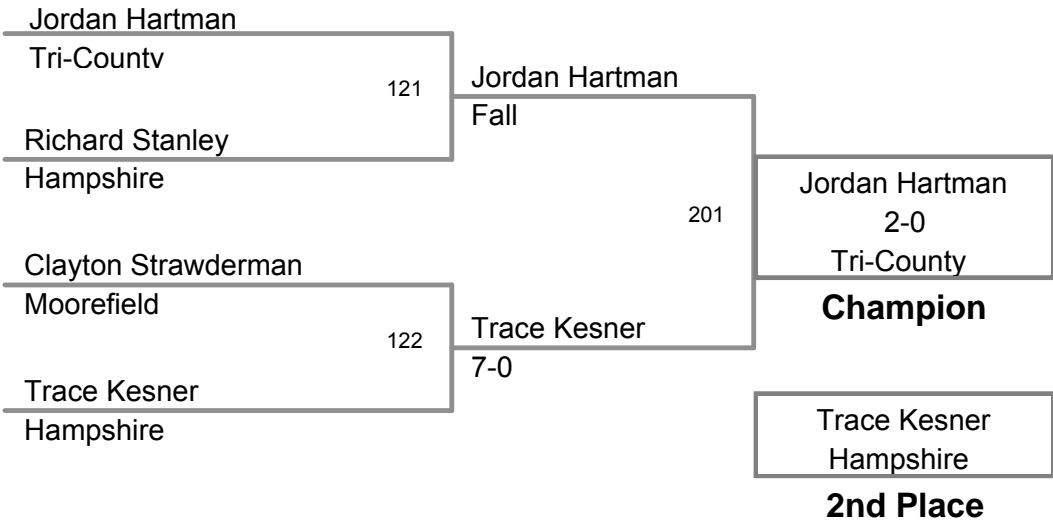 Jordan Hartman
Tri-County
121
Jordan Hartman
Fall
Richard Stanley
Hampshire
201
Jordan Hartman
2-0
Tri-County
Champion
Clayton Strawderman
Moorefield
122
Trace Kesner
7-0
Trace Kesner
Hampshire
Trace Kesner
Hampshire
2nd Place